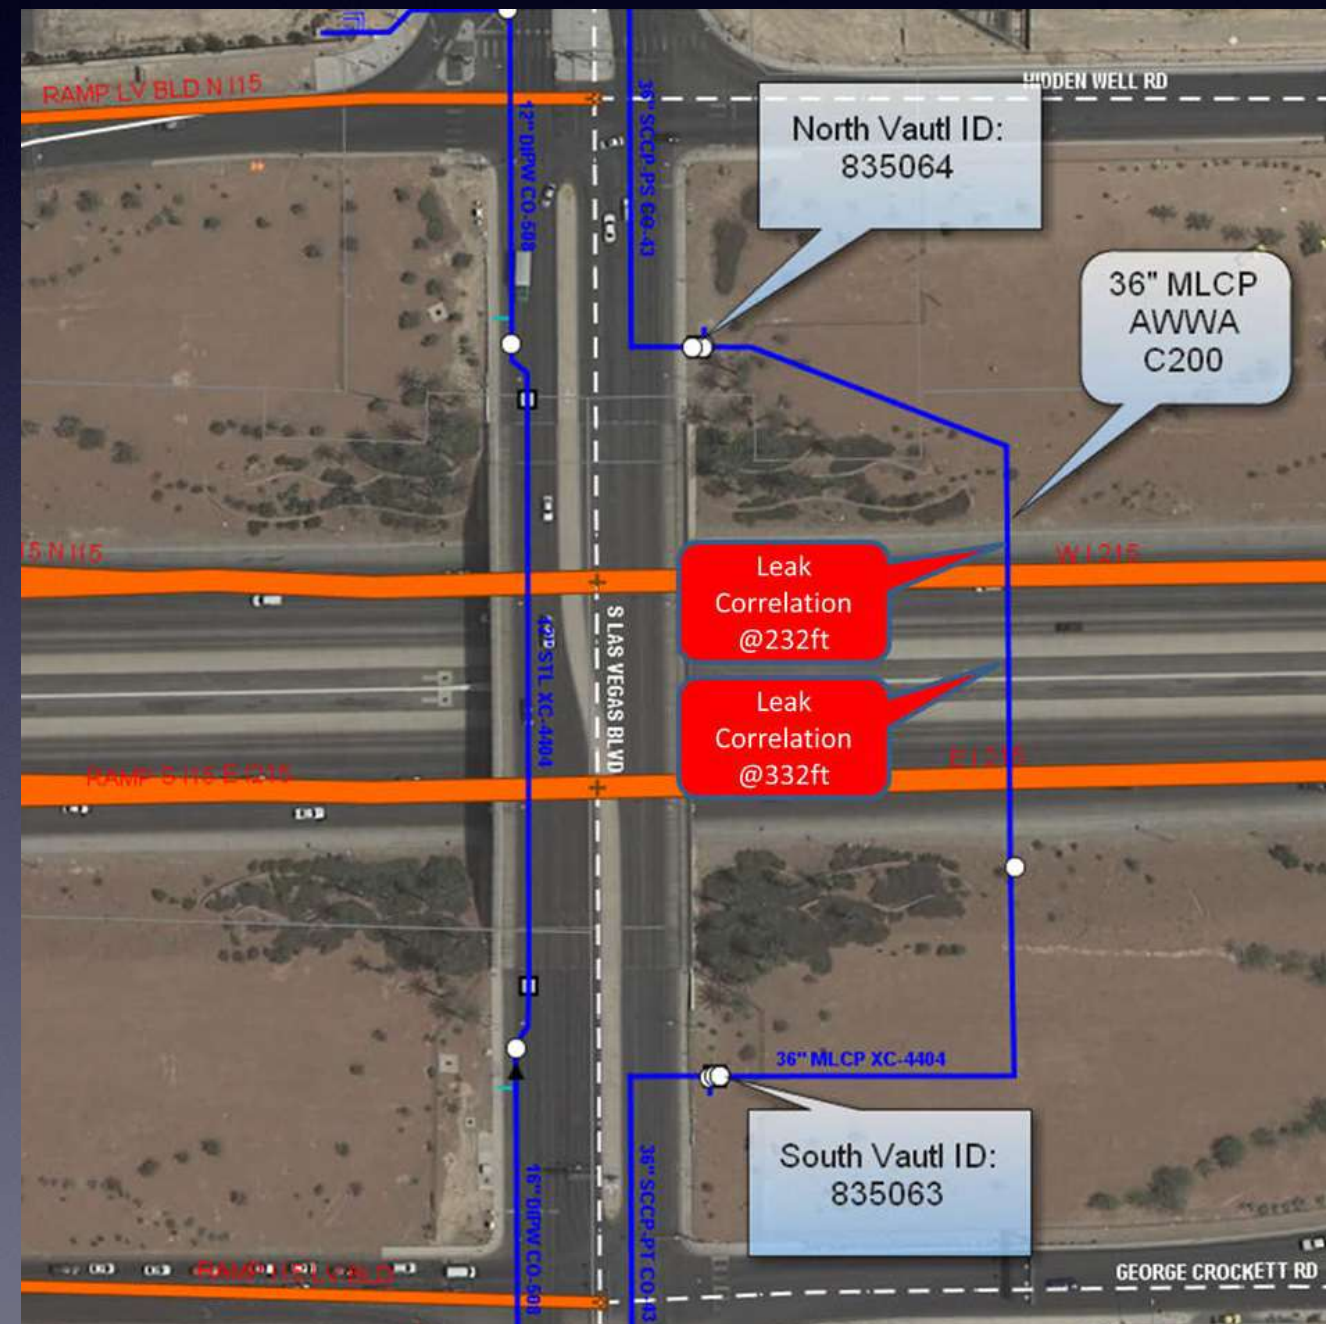 RAMP LV BLD N I15
HIDDEN WELL RD
12" DIPW CO-508
36" SCCP-PS CO-43
North Vautl ID:
835064
36" MLCP
AWWA
C200
15 N I15
W I 215
Leak
Correlation
@232ft
S LAS VEGAS BLVD
STL XC-4404
Leak
Correlation
@332ft
RAMP S I15 E I215
E I 215
36" MLCP XC-4404
South Vautl ID:
835063
16" DIPW CO-508
36" SCCP-PT CO-43
GEORGE CROCKETT RD